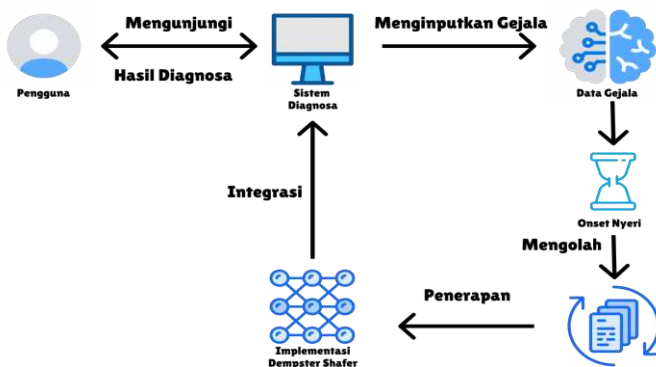 Mengunjungi
Hasil Diagnosa
Pengguna
Sistem
Diagnosa
Menginputkan Gejala
Data Gejala
Onset Nyeri
Mengolah
Penerapan
Implementasi
Dempster Shafer
Integrasi